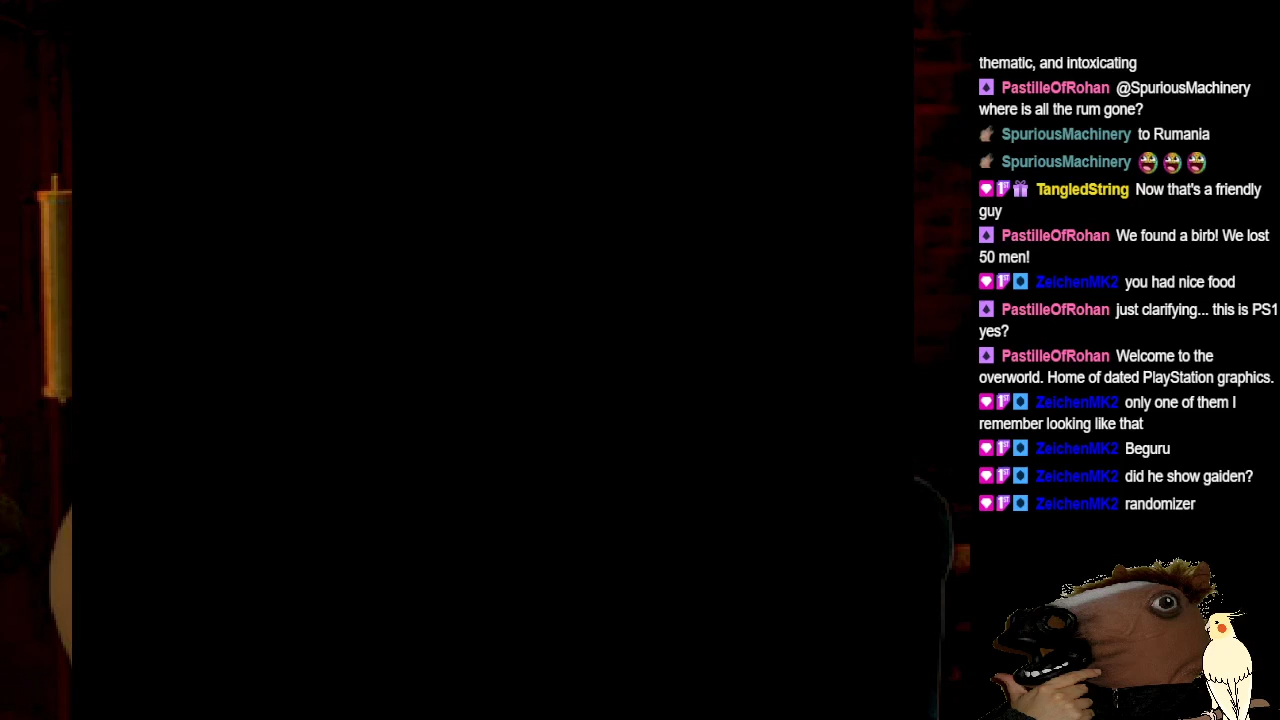 thematic, and intoxicating
PastilleOfRohan @SpuriousMachinery
where is all the rum gone?
SpuriousMachinery to Rumania
SpuriousMachinery
TangledString Now that's a friendly
guy
PastilleOfRohan We found a birb! We lost
50 men!
ZeichenMK2 you had nice food
PastilleOfRohan just clarifying... this is PS1
yes?
PastilleOfRohan Welcome to the
overworld. Home of dated PlayStation graphics.
ZeichenMK2 only one of them I
remember looking like that
ZeichenMK2 Beguru
ZeichenMK2 did he show gaiden?
ZeichenMK2 randomizer